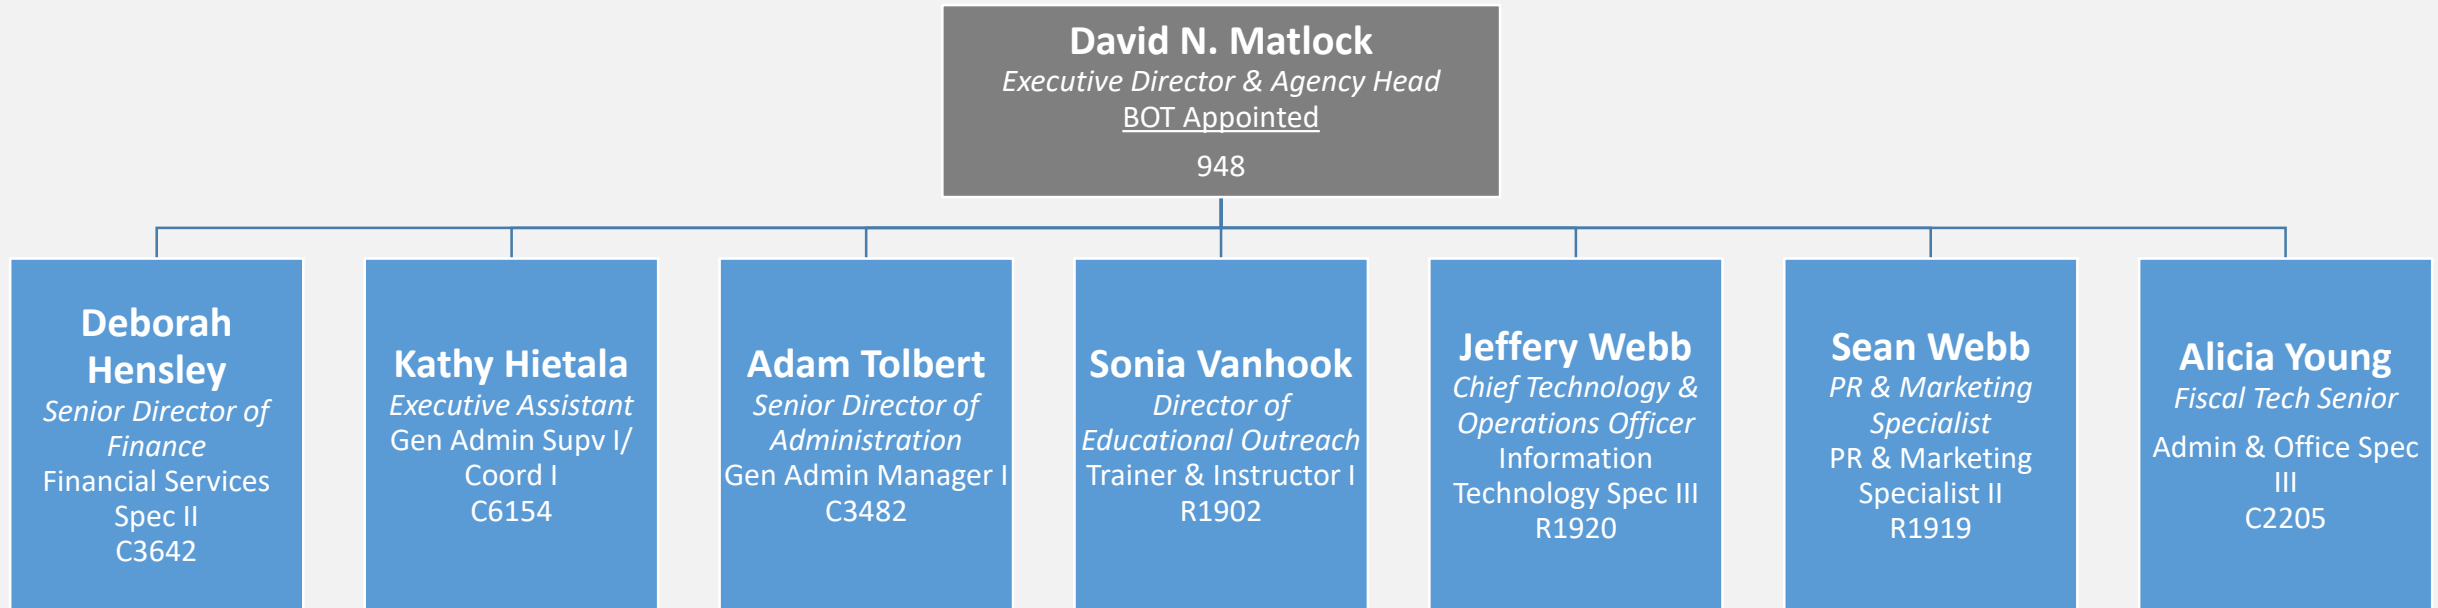 David N. Matlock
Executive Director & Agency Head
BOT Appointed
948
Deborah
Hensley
Senior Director of
Finance
Financial Services
Spec II
C3642
Kathy Hietala
Executive Assistant
Gen Admin Supv I/
Coord I
C6154
Adam Tolbert
Senior Director of
Administration
Gen Admin Manager I
C3482
Sonia Vanhook
Director of
Educational Outreach
Trainer & Instructor I
R1902
Jeffery Webb
Chief Technology &
Operations Officer
Information
Technology Spec III
R1920
Sean Webb
PR & Marketing
Specialist
PR & Marketing
Specialist II
R1919
Alicia Young
Fiscal Tech Senior
Admin & Office Spec
III
C2205